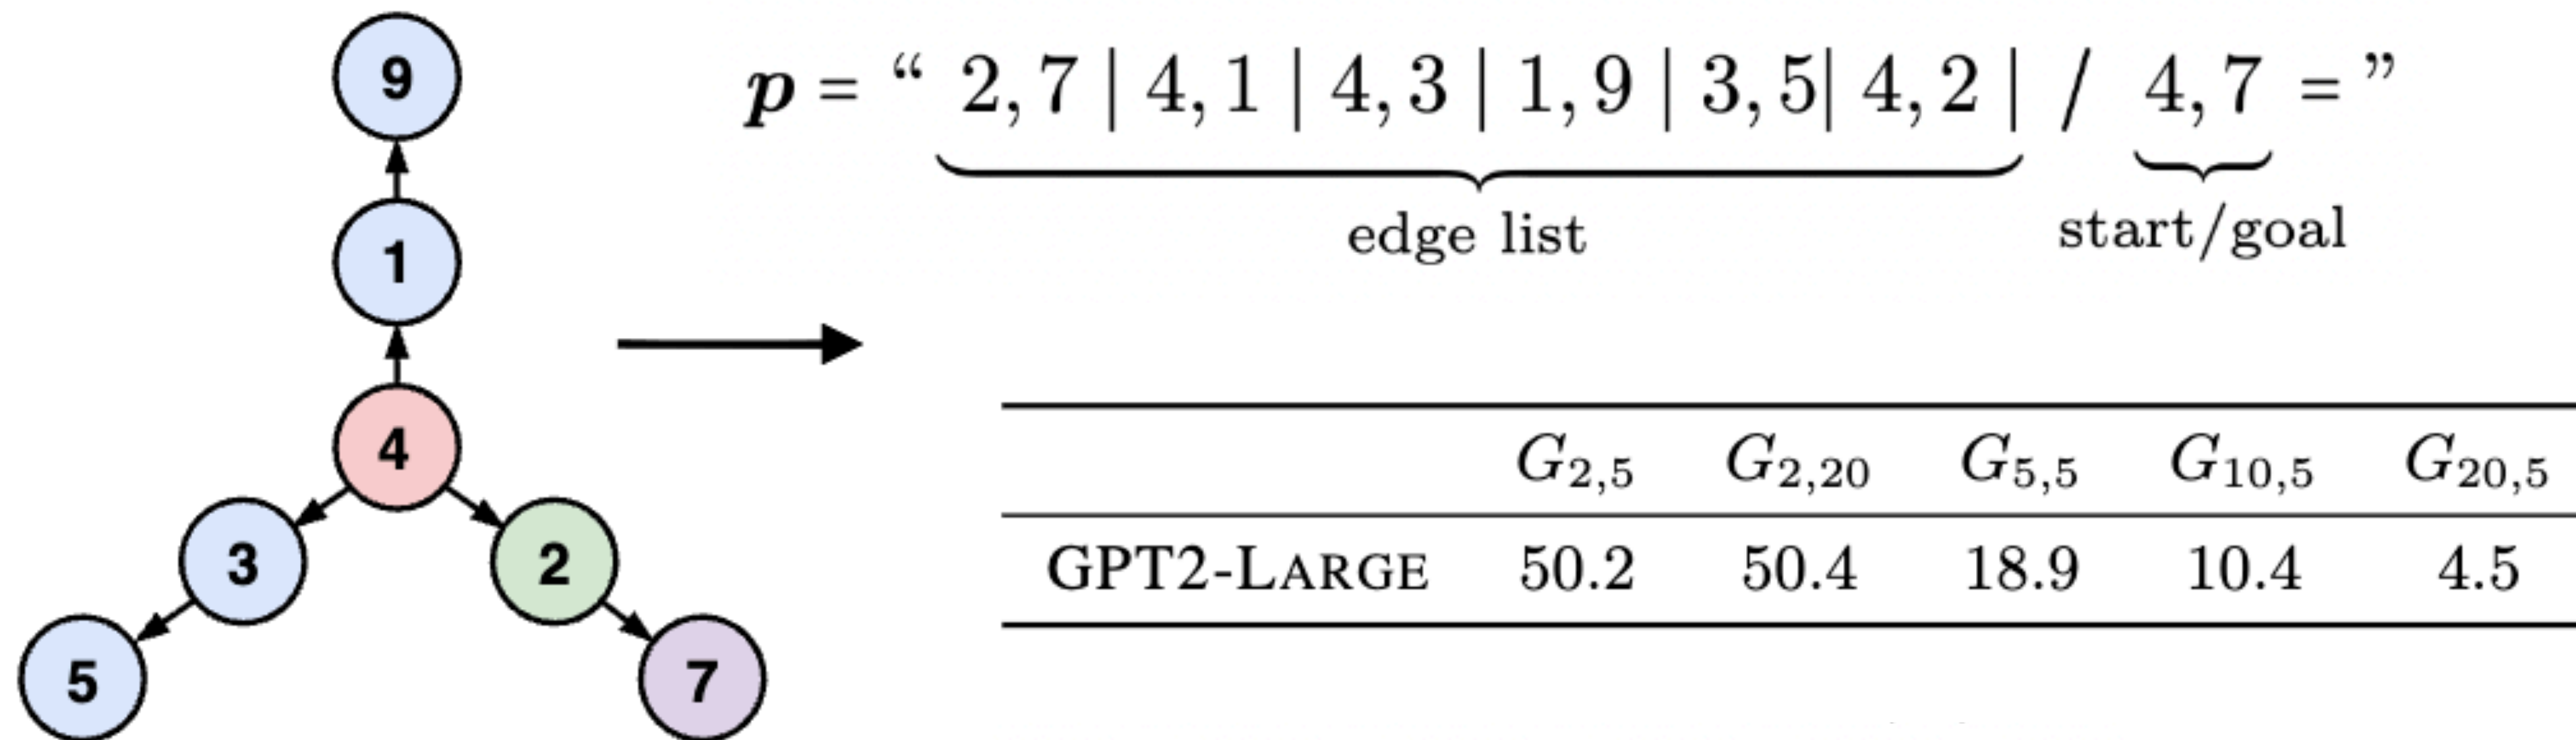 9
1
4
3
2
5
7
p = “ 2, 7 | 4, 1 | 4, 3 | 1, 9 | 3, 5| 4, 2 | / 4, 7 = ”
edge list
start/goal
G2,5 G2,20 G5,5 G10,5 G20,5
GPT2-LARGE 50.2 50.4 18.9 10.4 4.5